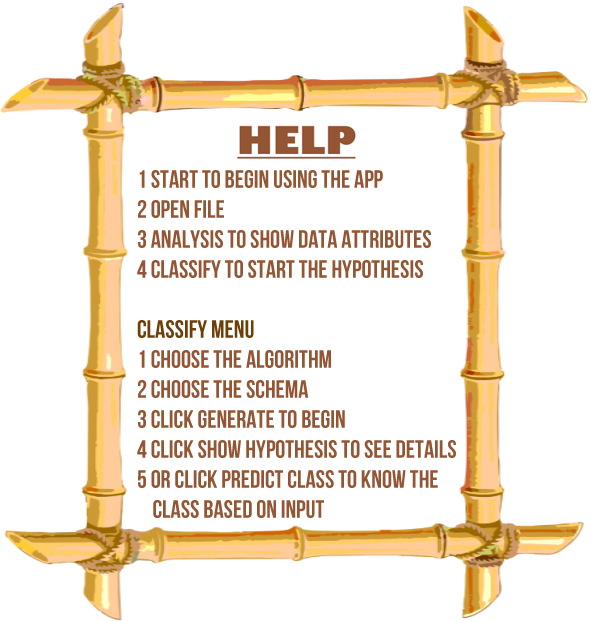 HELP
1 START TO BEGIN USING THE APP
2 OPEN FILE
3 ANALYSIS TO SHOW DATA ATTRIBUTES
4 CLASSIFY TO START THE HYPOTHESIS
CLASSIFY MENU
1 CHOOSE THE ALGORITHM
2 CHOOSE THE SCHEMA
3 CLICK GENERATE TO BEGIN
4 CLICK SHOW HYPOTHESIS TO SEE DETAILS
5 OR CLICK PREDICT CLASS TO KNOW THE
CLASS BASED ON INPUT